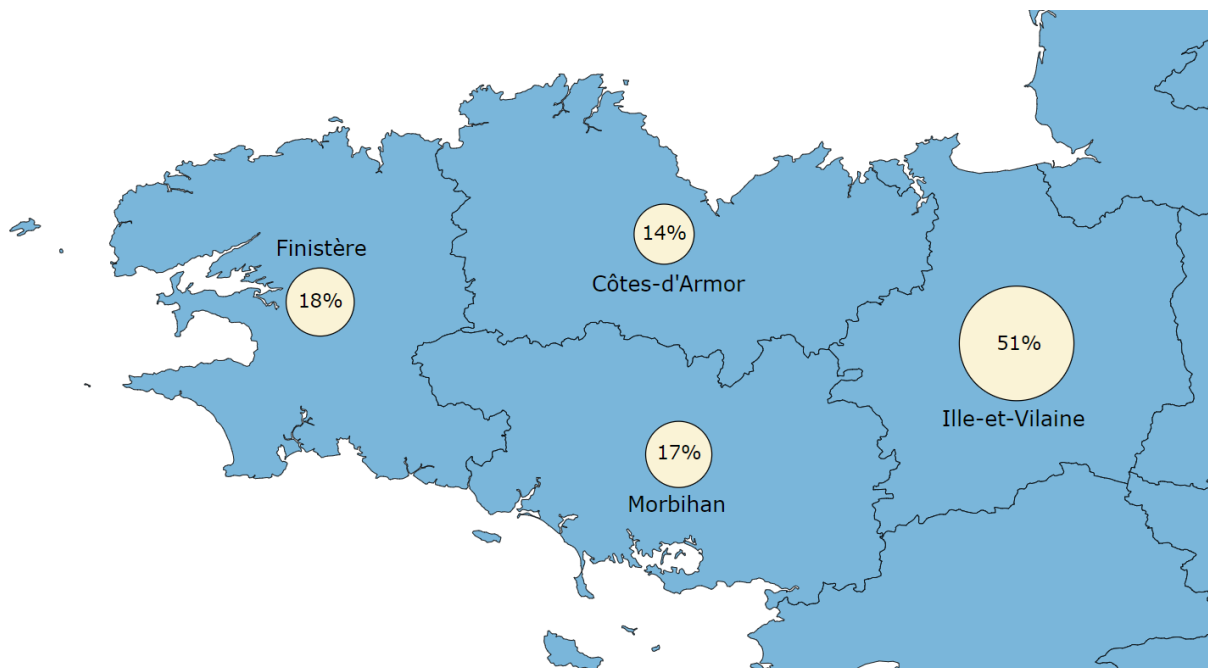 14%
Côtes-d'Armor
Finistère
18%
51%
Ille-et-Vilaine
17%
Morbihan